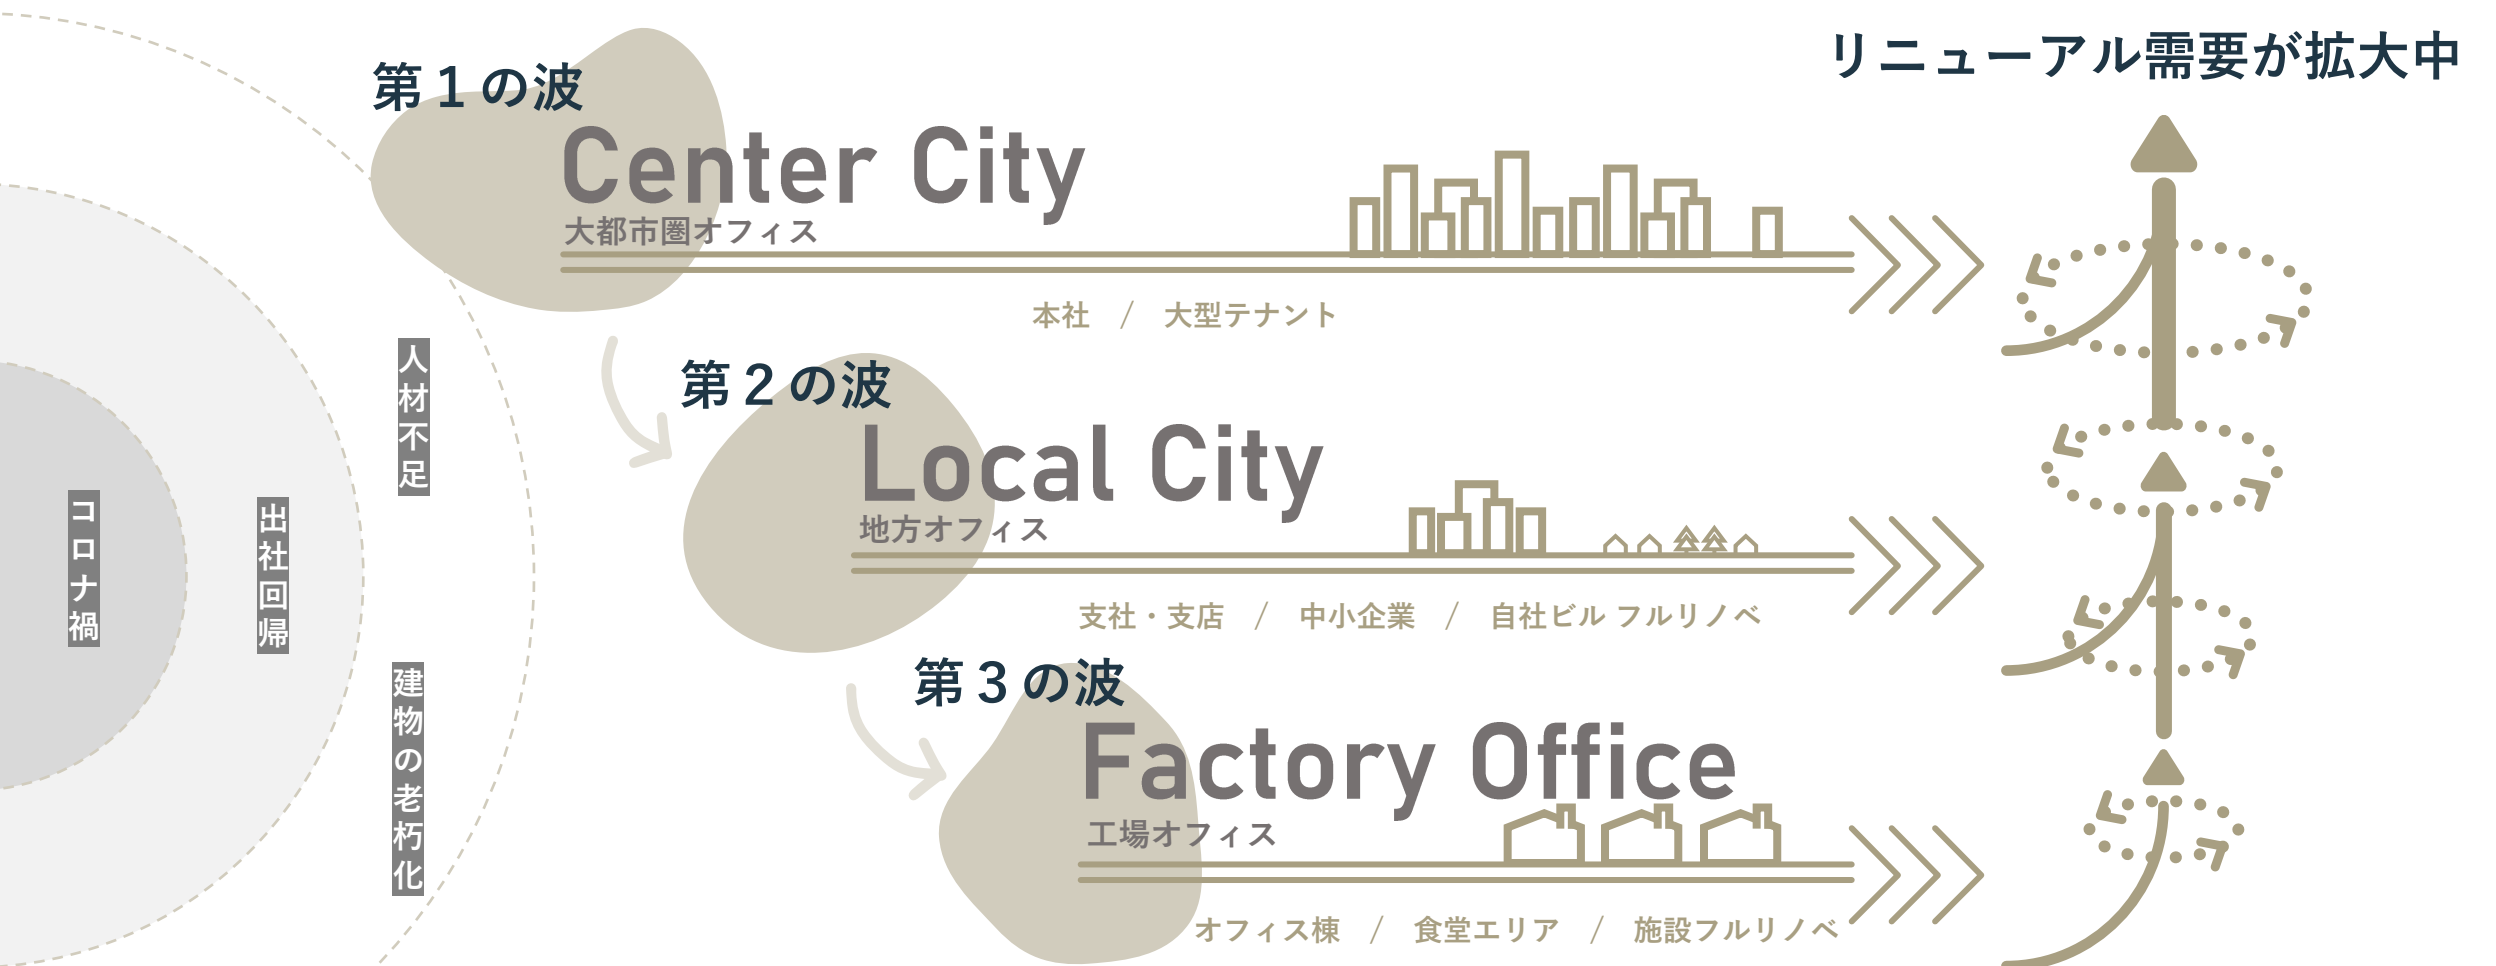 リニューアル需要が拡大中
第1の波
Center City
大都市圏オフィス
本社 / 大型テナント
人材不足
第2の波
Local City
コロナ禍
出社回帰
地方オフィス
支社・支店 / 中小企業 / 自社ビル フルリノベ
建物の老朽化
第3の波
Factory Office
工場オフィス
オフィス棟 / 食堂エリア / 施設フルリノベ